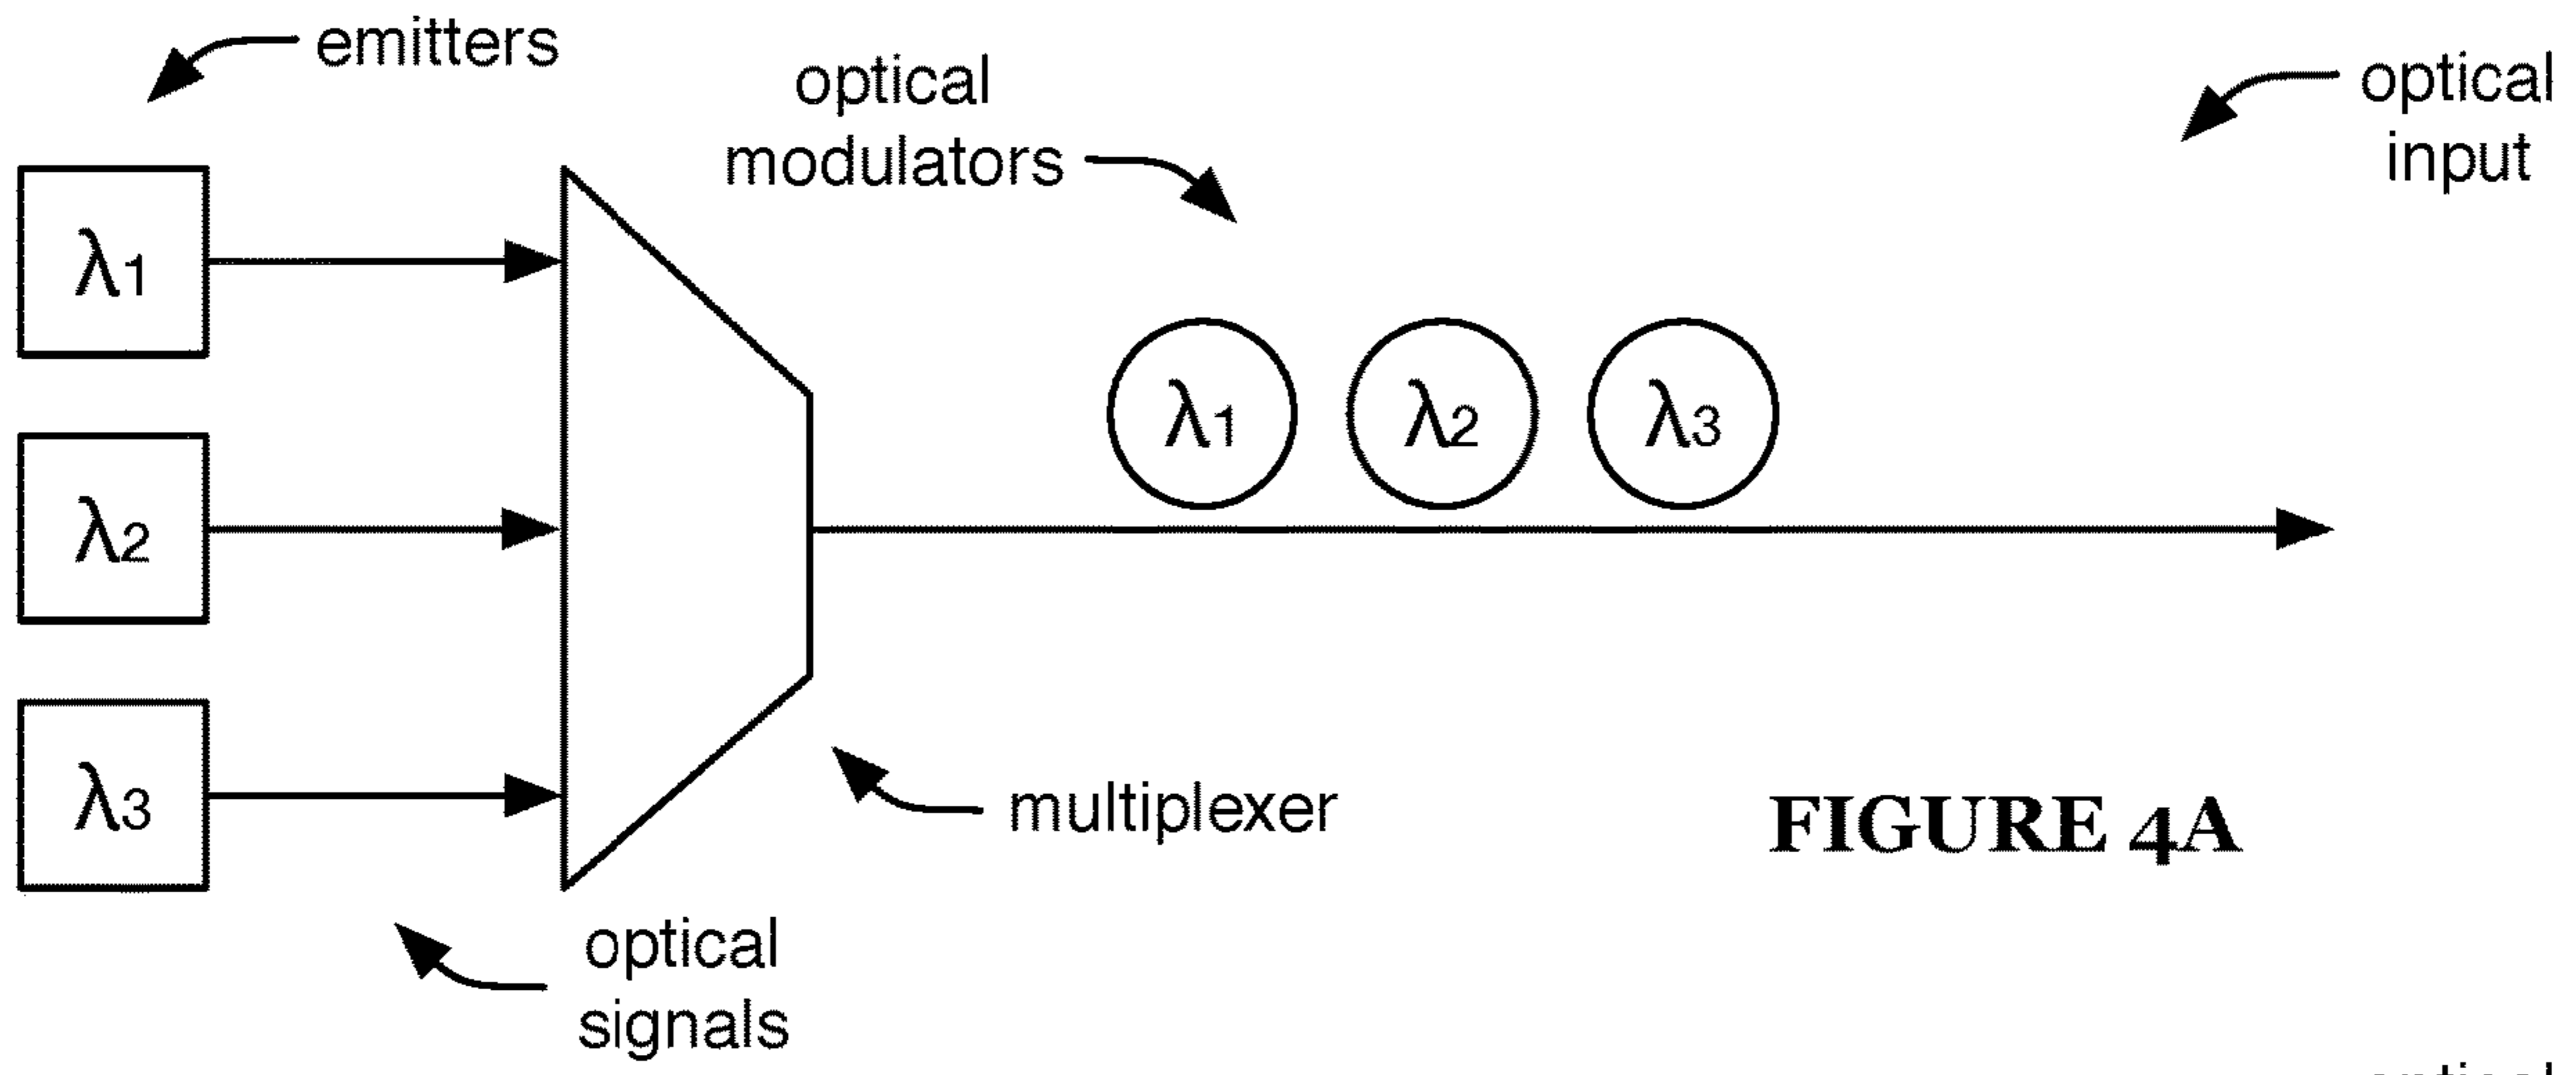 emitters
optical
modulators
optical
input
λ1
λ2
λ3
λ1
λ2
λ3
multiplexer
FIGURE 4A
optical
signals